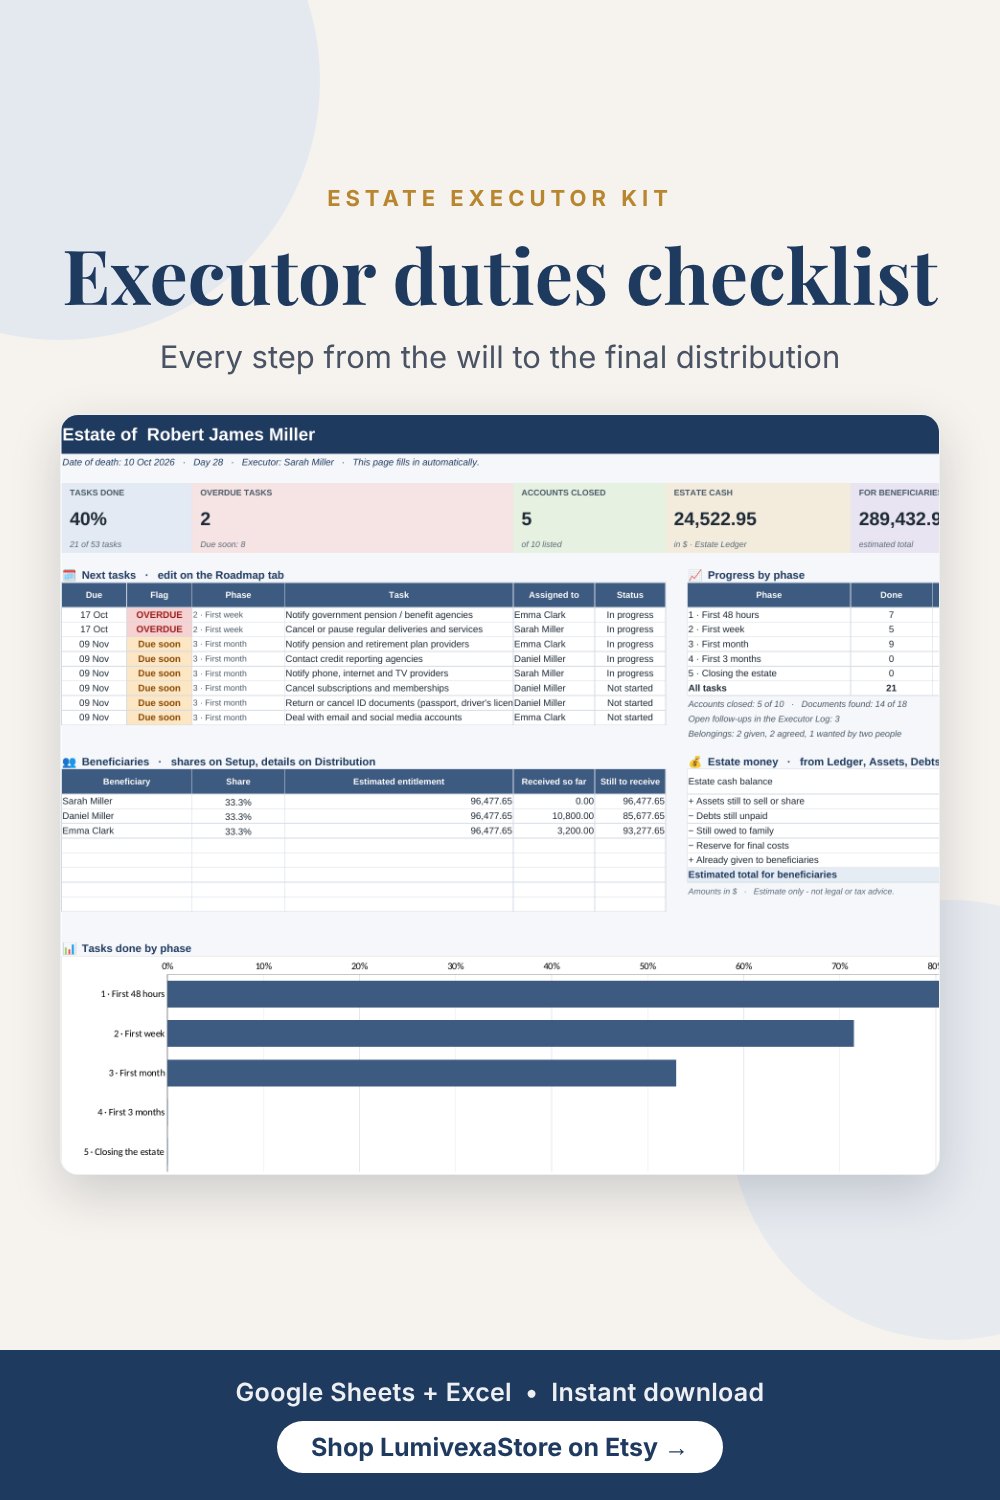 ESTATE EXECUTOR KIT
Executor duties checklist
Every step from the will to the final distribution
Estate of Robert James Miller
Date of death: 10 Oct 2026 · Day 28 · Executor: Sarah Miller · This page fills in automatically.
TASKS DONE OVERDUE TASKS ACCOUNTS CLOSED ESTATE CASH FOR BENEFICIARIES
40% 2 5 24,522.95 289,432.9
21 of 53 tasks Due soon: 8 of 10 listed in $ · Estate Ledger estimated total
🗓️ Next tasks · edit on the Roadmap tab
Due Flag Phase Task Assigned to Status
17 Oct OVERDUE 2 · First week Notify government pension / benefit agencies Emma Clark In progress
17 Oct OVERDUE 2 · First week Cancel or pause regular deliveries and services Sarah Miller In progress
09 Nov Due soon 3 · First month Notify pension and retirement plan providers Emma Clark In progress
09 Nov Due soon 3 · First month Contact credit reporting agencies Daniel Miller In progress
09 Nov Due soon 3 · First month Notify phone, internet and TV providers Sarah Miller In progress
09 Nov Due soon 3 · First month Cancel subscriptions and memberships Daniel Miller Not started
09 Nov Due soon 3 · First month Return or cancel ID documents (passport, driver's licen Daniel Miller Not started
09 Nov Due soon 3 · First month Deal with email and social media accounts Emma Clark Not started
📈 Progress by phase
Phase Done
1 · First 48 hours 7
2 · First week 5
3 · First month 9
4 · First 3 months 0
5 · Closing the estate 0
All tasks 21
Accounts closed: 5 of 10 · Documents found: 14 of 18
Open follow-ups in the Executor Log: 3
Belongings: 2 given, 2 agreed, 1 wanted by two people
👥 Beneficiaries · shares on Setup, details on Distribution
Beneficiary Share Estimated entitlement Received so far Still to receive
Sarah Miller 33.3% 96,477.65 0.00 96,477.65
Daniel Miller 33.3% 96,477.65 10,800.00 85,677.65
Emma Clark 33.3% 96,477.65 3,200.00 93,277.65
💰 Estate money · from Ledger, Assets, Debts
Estate cash balance
+ Assets still to sell or share
− Debts still unpaid
− Still owed to family
− Reserve for final costs
+ Already given to beneficiaries
Estimated total for beneficiaries
Amounts in $ · Estimate only - not legal or tax advice.
📊 Tasks done by phase
0% 10% 20% 30% 40% 50% 60% 70% 80%
1 · First 48 hours
2 · First week
3 · First month
4 · First 3 months
5 · Closing the estate
Google Sheets + Excel • Instant download
Shop LumivexaStore on Etsy →